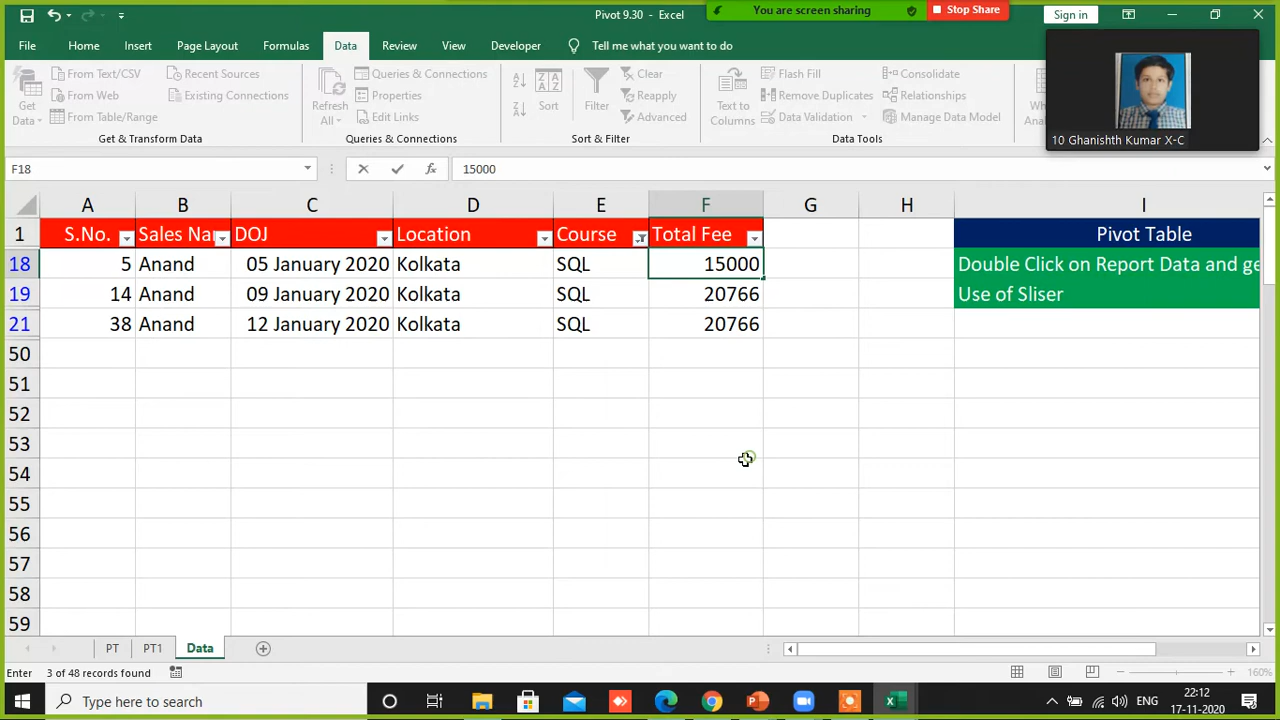 Pivot 9.30 - Excel
You are screen sharing
Stop Share
Sign in
File Home Insert Page Layout Formulas Data Review View Developer Tell me what you want to do
Get Data
From Text/CSV
From Web
From Table/Range
Recent Sources
Existing Connections
Get & Transform Data
Refresh All
Queries & Connections
Properties
Edit Links
Queries & Connections
Sort
Filter
Clear
Reapply
Advanced
Sort & Filter
Text to Columns
Flash Fill
Remove Duplicates
Data Validation
Consolidate
Relationships
Manage Data Model
Data Tools
10 Ghanishth Kumar X-C
F18 fx 15000
A B C D E F G H I
1 S.No. Sales Na DOJ Location Course Total Fee Pivot Table
18 5 Anand 05 January 2020 Kolkata SQL 15000 Double Click on Report Data and ge
19 14 Anand 09 January 2020 Kolkata SQL 20766 Use of Sliser
21 38 Anand 12 January 2020 Kolkata SQL 20766
50
51
52
53
54
55
56
57
58
59
PT PT1 Data
Enter 3 of 48 records found 160%
Type here to search
ENG
22:12
17-11-2020